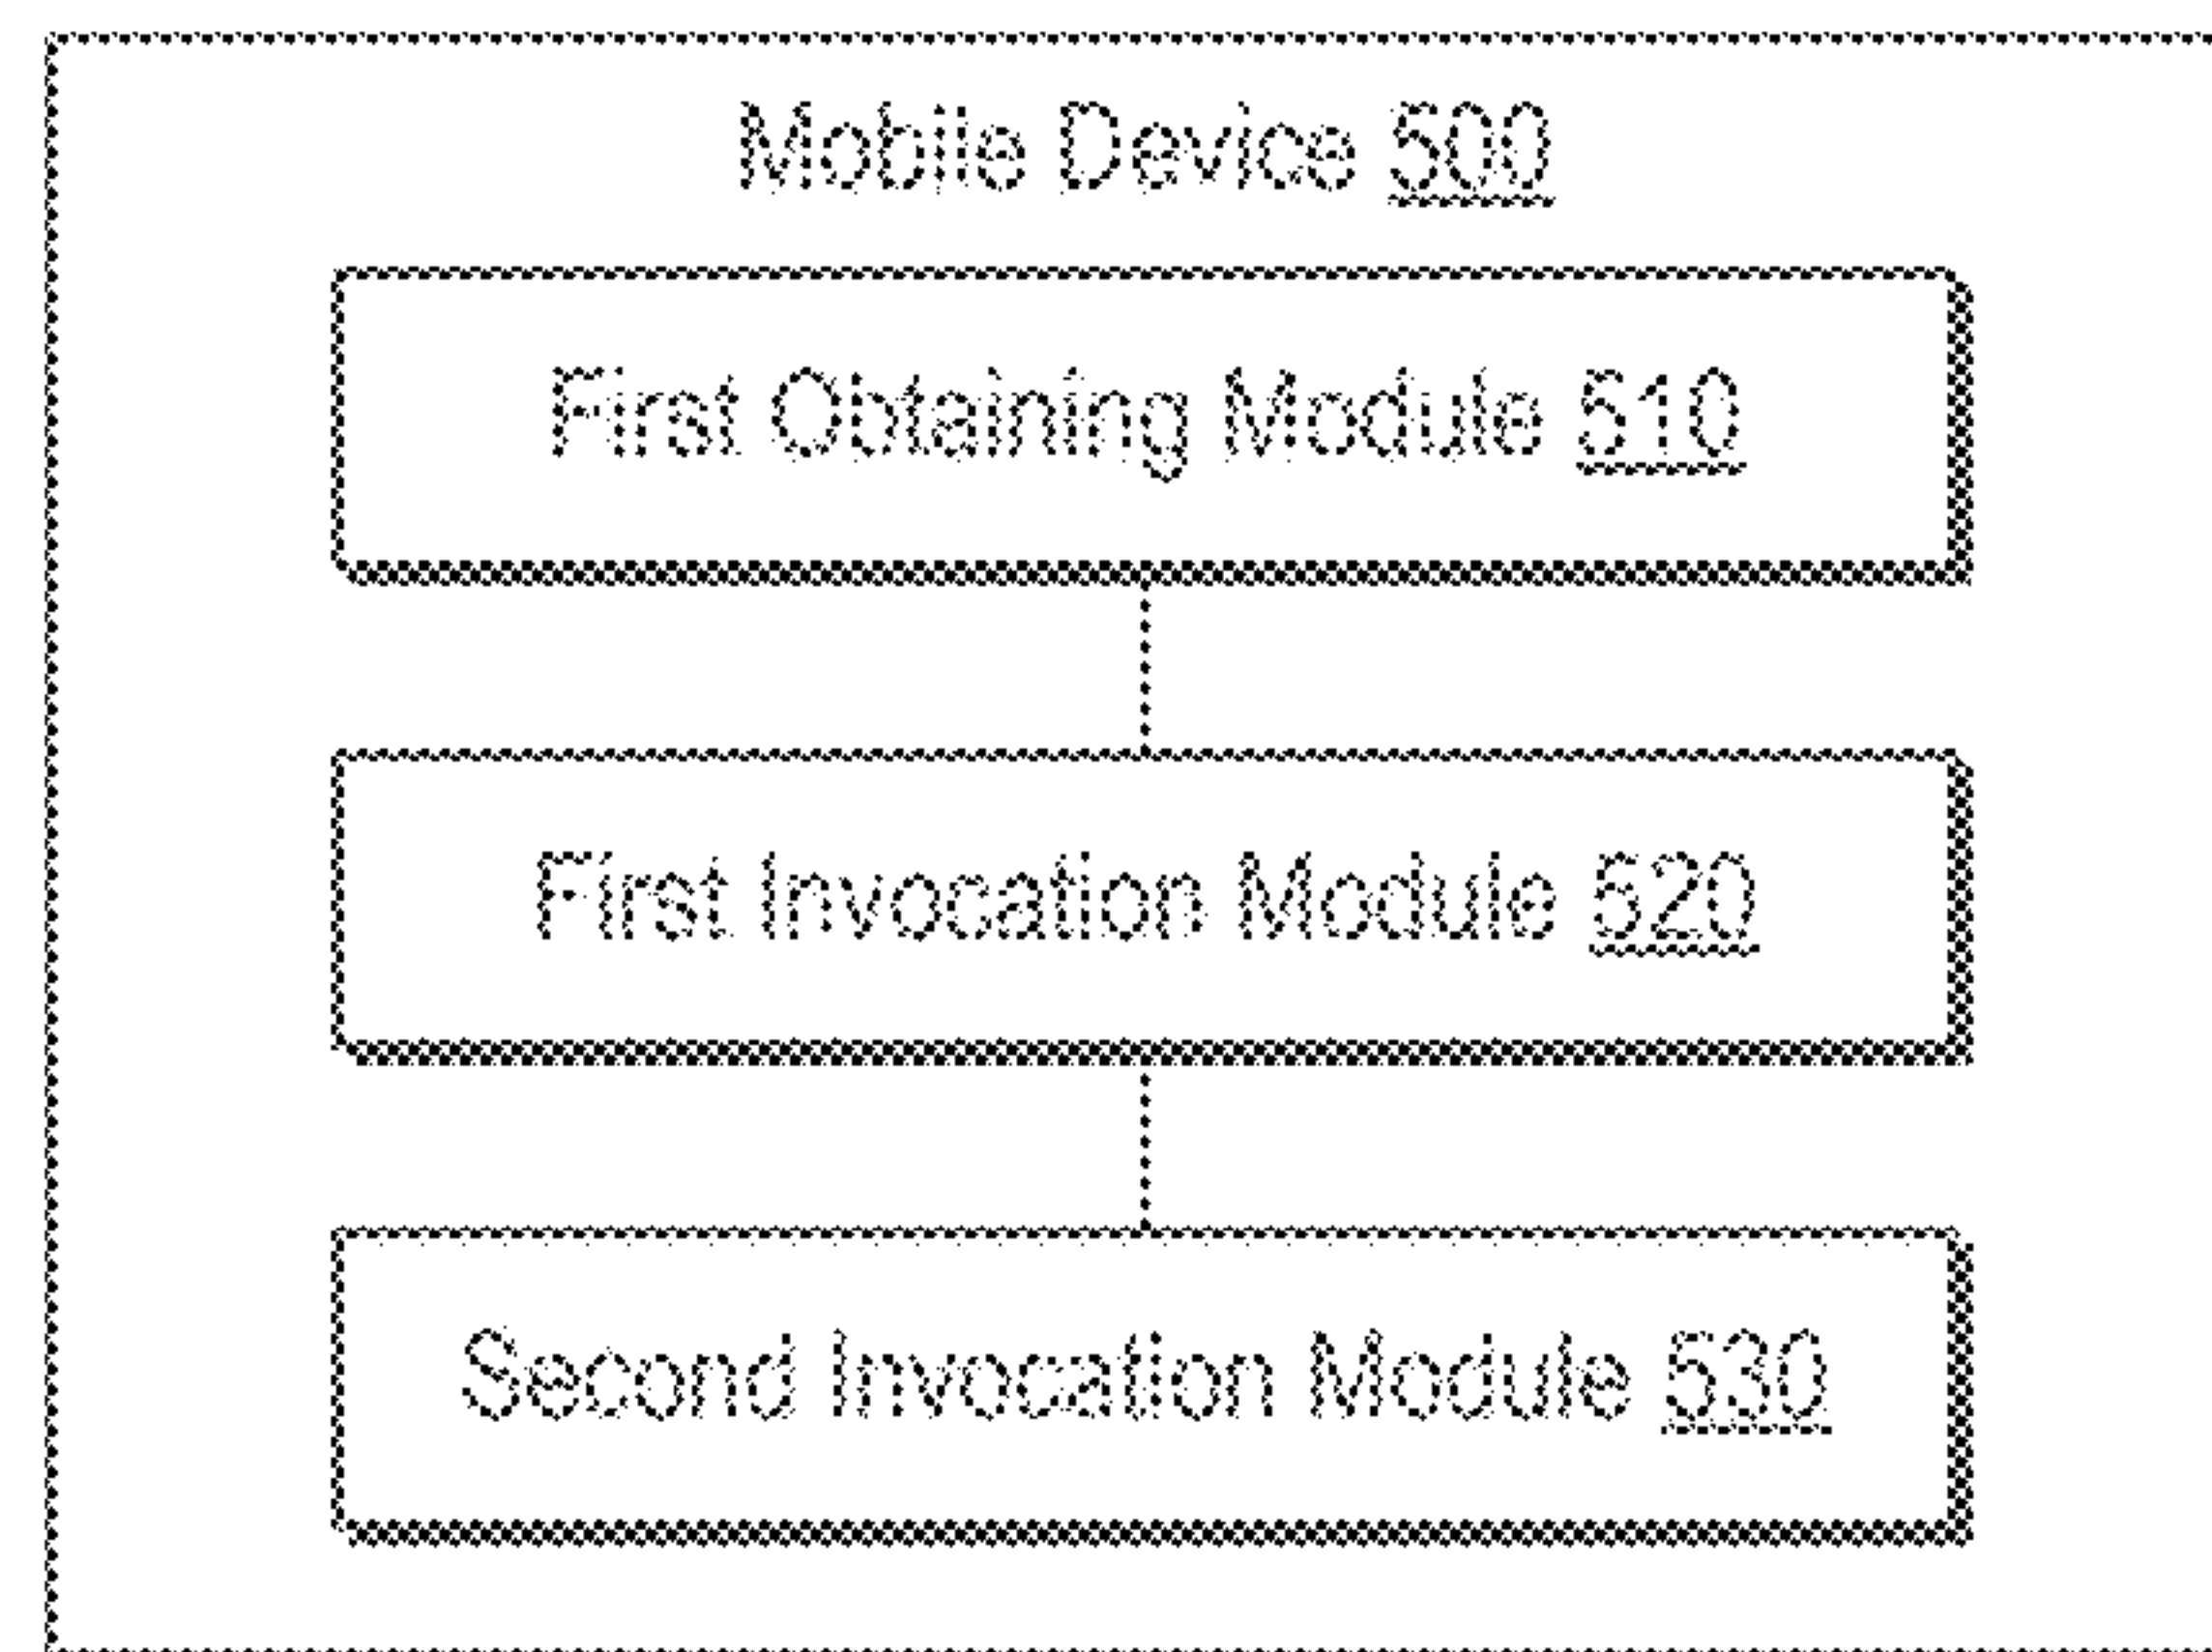 Mobile Device 500
First Obtaining Module 510
First Invocation Module 520
Second Invocation Module 530